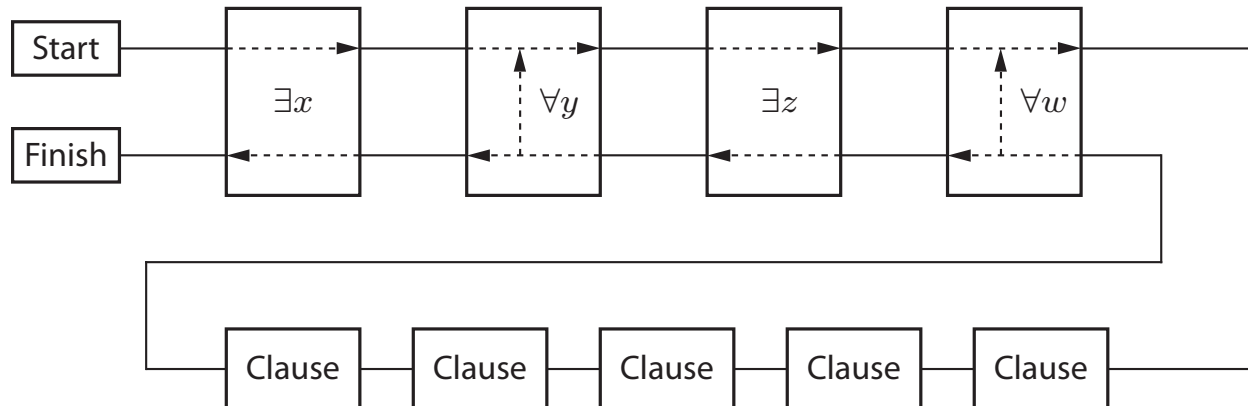 Start
∃x
∀y
∃z
∀w
Finish
Clause Clause Clause Clause Clause